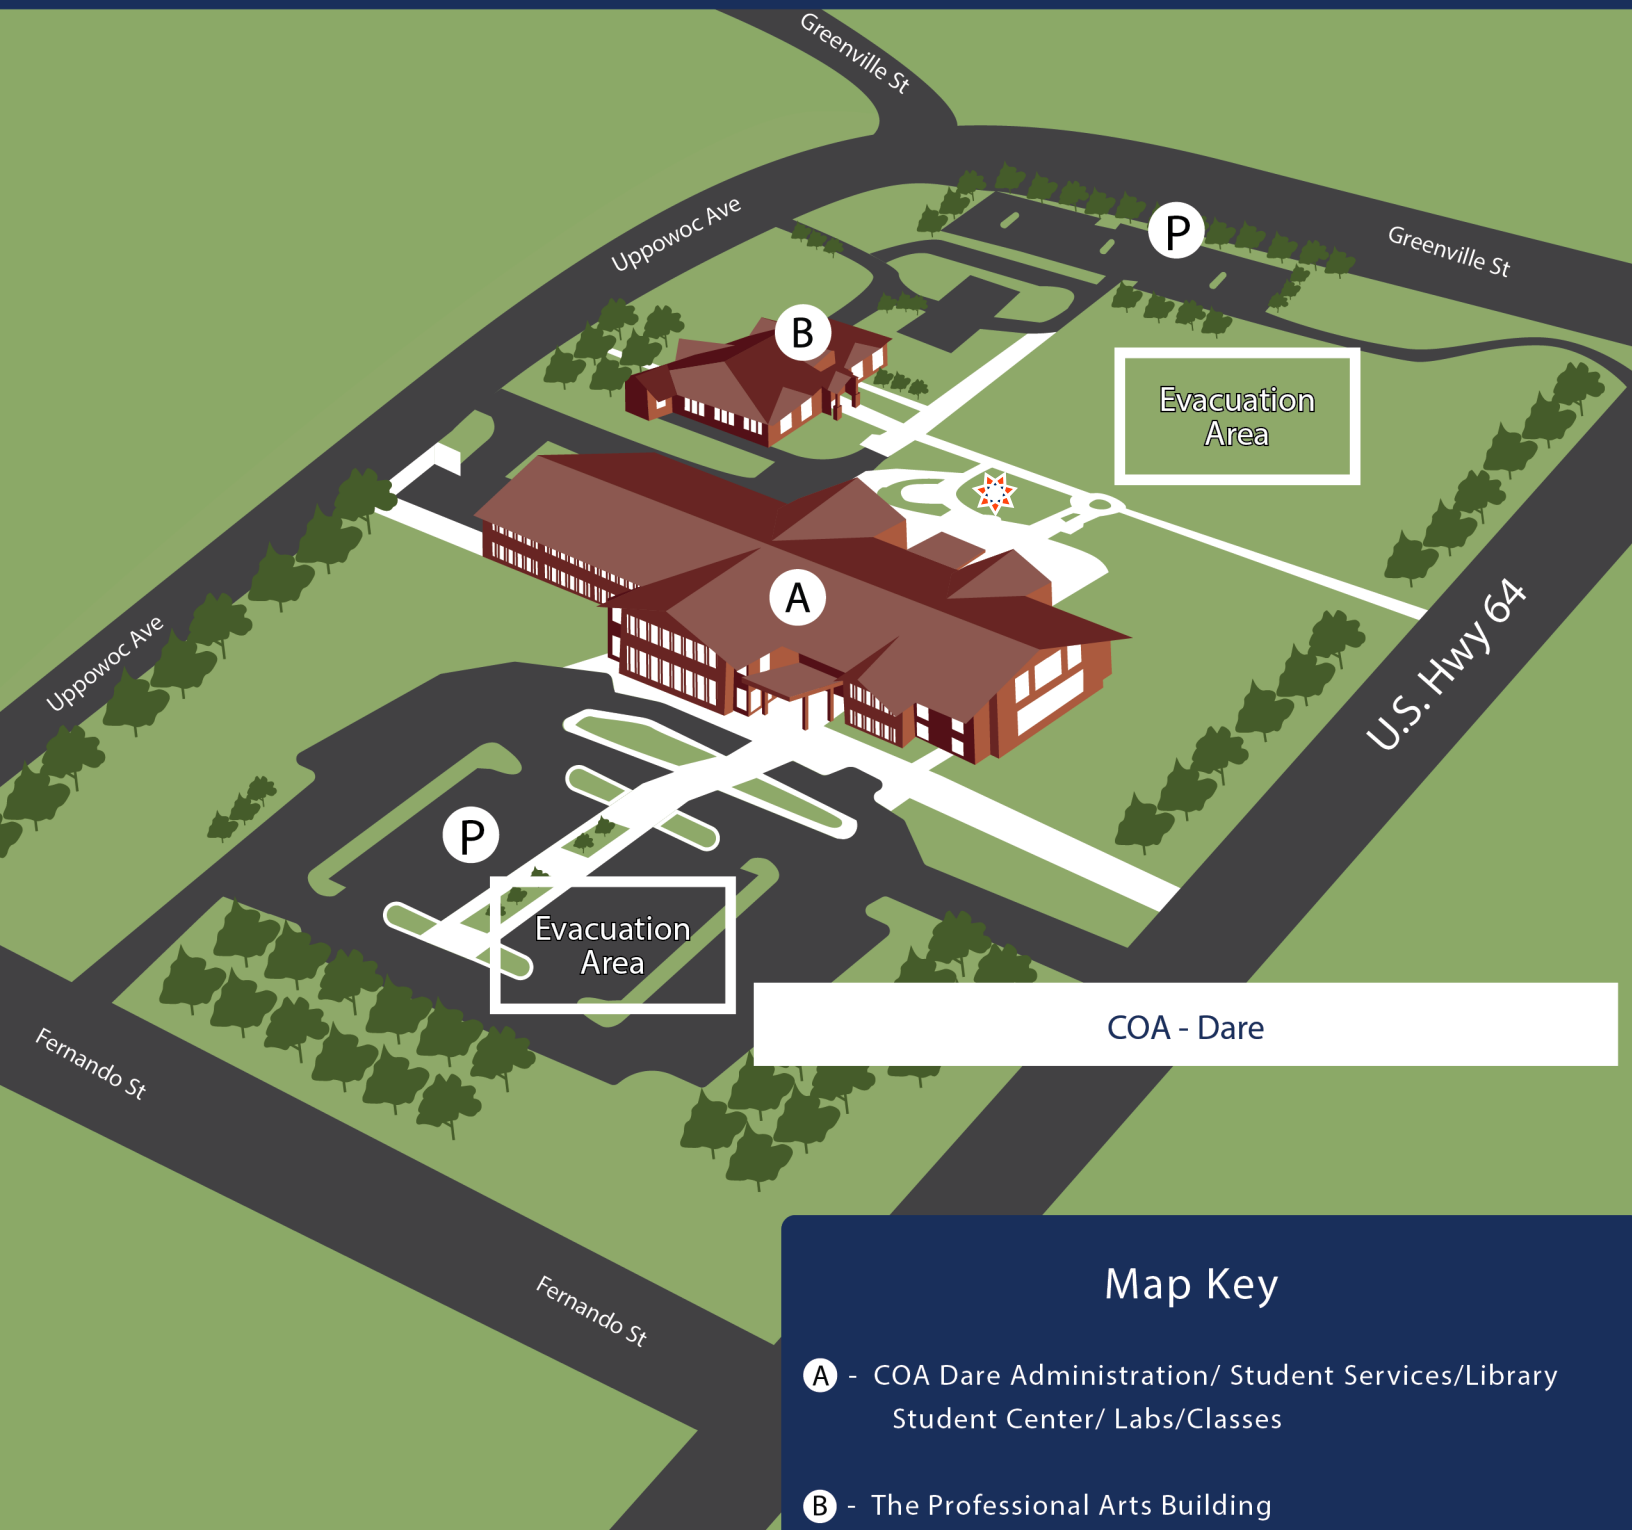 Greenville St
Uppowoc Ave
P
Greenville St
B
Evacuation
Area
A
Uppowoc Ave
U.S. Hwy 64
P
Evacuation
Area
COA - Dare
Fernando St
Fernando St
Map Key
A - COA Dare Administration/ Student Services/Library
Student Center/ Labs/Classes
B - The Professional Arts Building